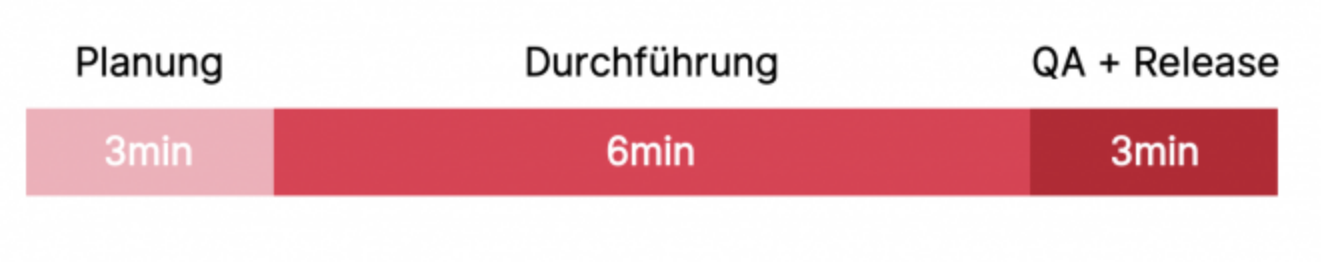 Planung Durchführung QA + Release
3min 6min 3min